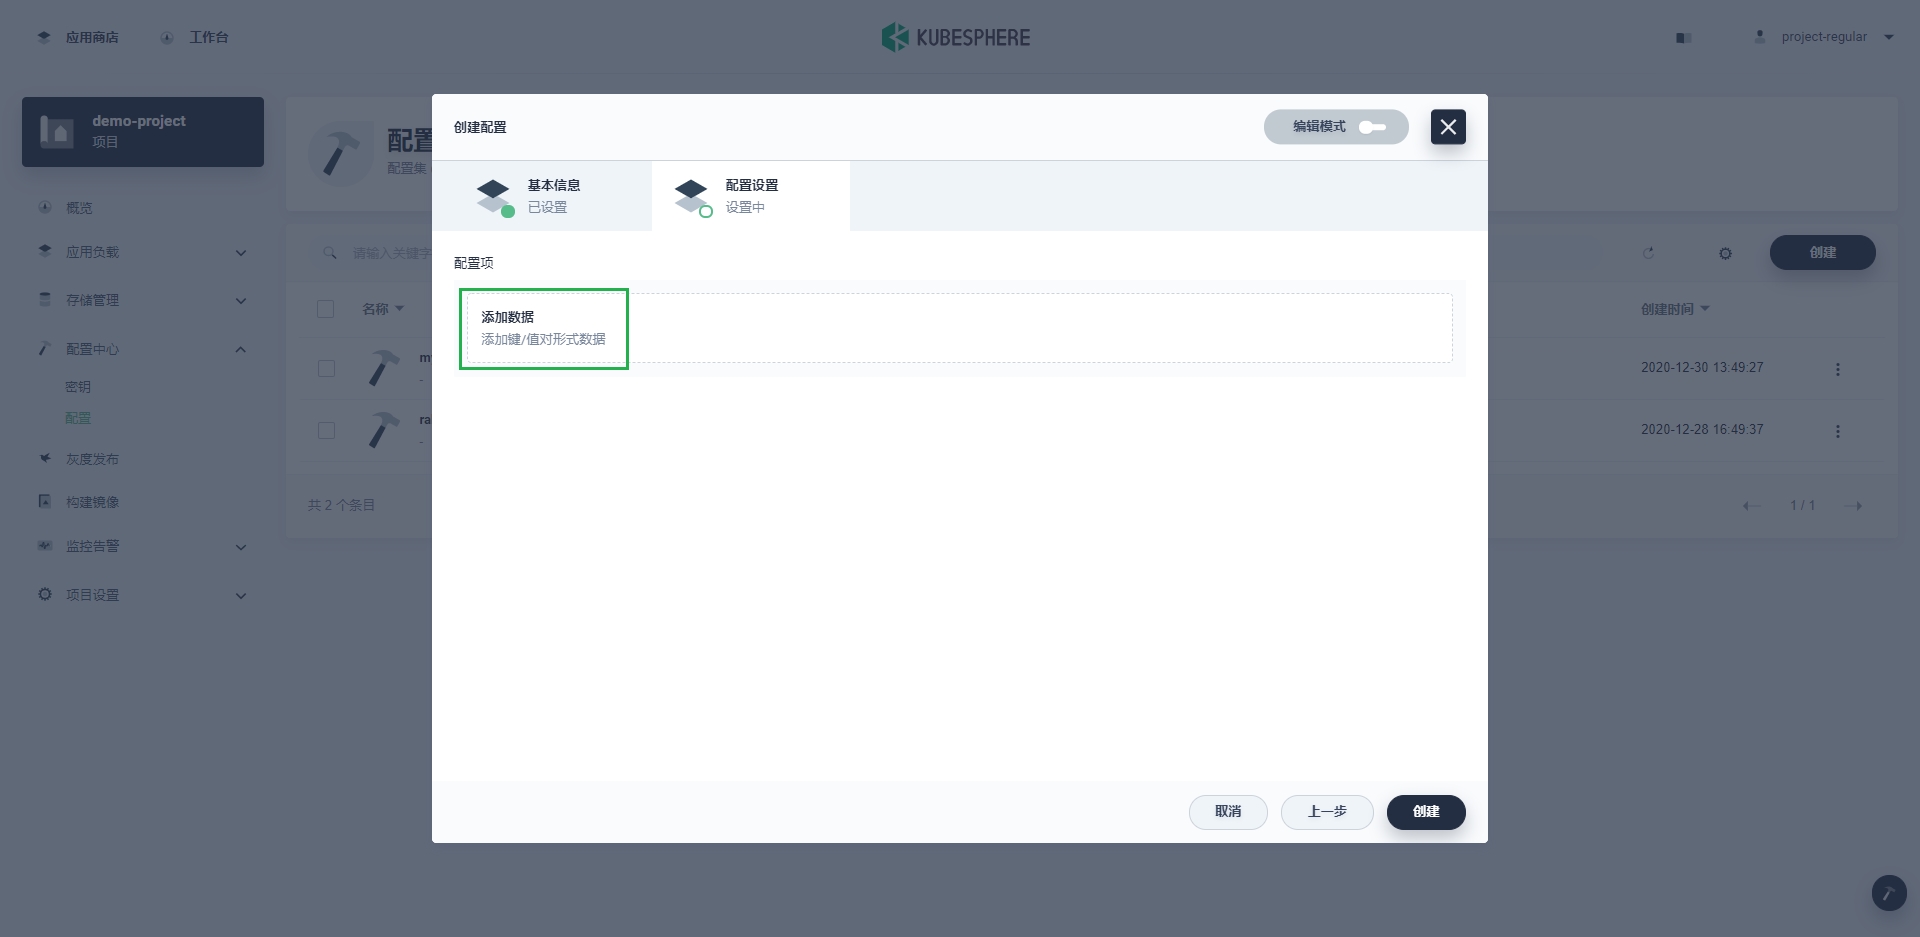 应用商店
工作台
KUBESPHERE
project-regular
demo-project
项目
概览
应用负载
存储管理
配置中心
密钥
配置
灰度发布
构建镜像
监控告警
项目设置
配置
配置集
请输入关键字
创建
名称
创建时间
2020-12-30 13:49:27
-
ra
2020-12-28 16:49:37
-
共 2 个条目
1 / 1
创建配置
编辑模式
基本信息
已设置
配置设置
设置中
配置项
添加数据
添加键/值对形式数据
取消
上一步
创建